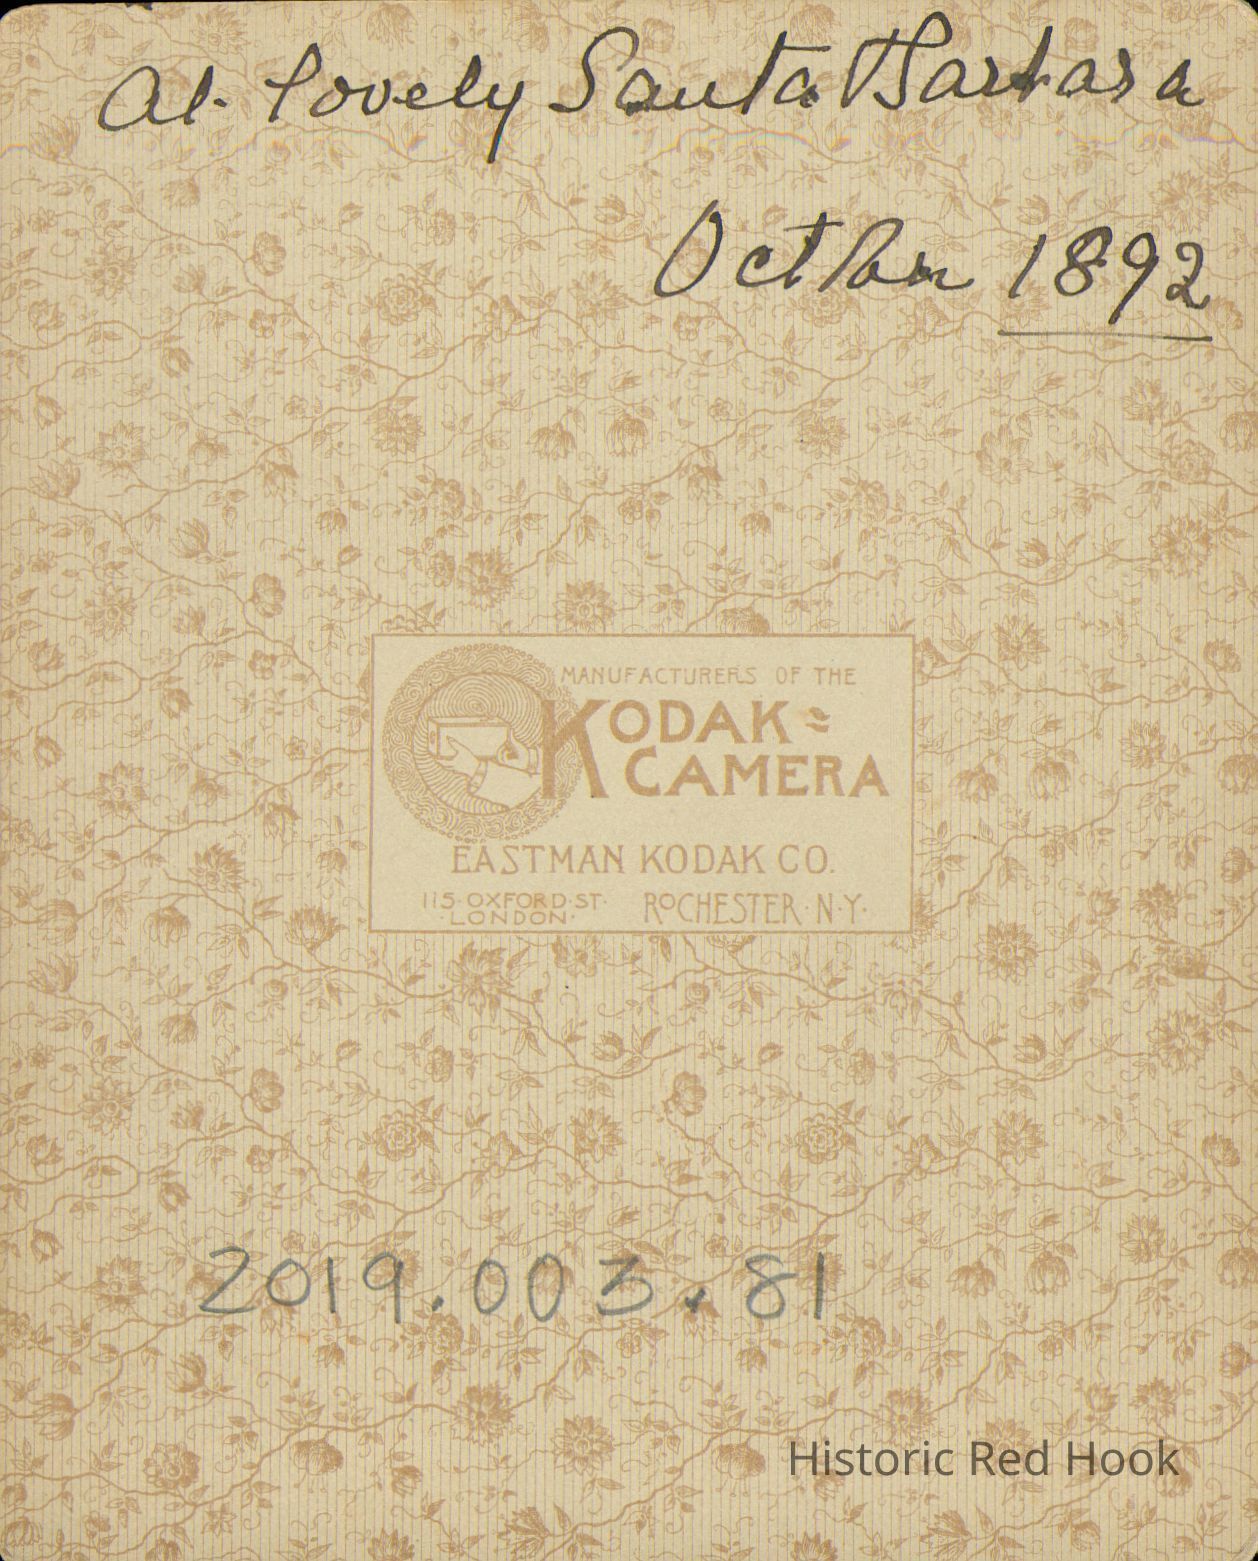 At lovely Santa Barbara
October 1892
MANUFACTURERS OF THE
KODAK
CAMERA
EASTMAN KODAK CO.
115·OXFORD·ST· ROCHESTER·N·Y·
·LONDON·
2019.003.81
Historic Red Hook